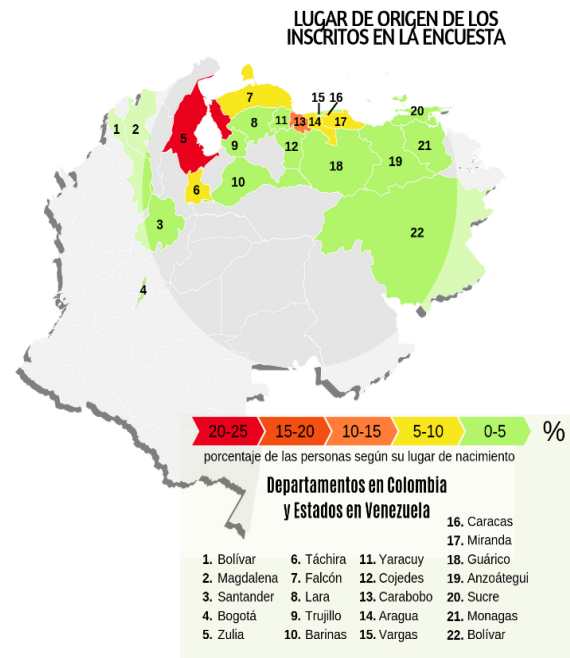 LUGAR DE ORIGEN DE LOS
INSCRITOS EN LA ENCUESTA
1
2
3
4
5
6
7
8
9
10
11
12
13
14
15
16
17
18
19
20
21
22
20-25
15-20
10-15
5-10
0-5
%
porcentaje de las personas según su lugar de nacimiento
Departamentos en Colombia
y Estados en Venezuela
1. Bolívar
2. Magdalena
3. Santander
4. Bogotá
5. Zulia
6. Táchira
7. Falcón
8. Lara
9. Trujillo
10. Barinas
11. Yaracuy
12. Cojedes
13. Carabobo
14. Aragua
15. Vargas
16. Caracas
17. Miranda
18. Guárico
19. Anzoátegui
20. Sucre
21. Monagas
22. Bolívar